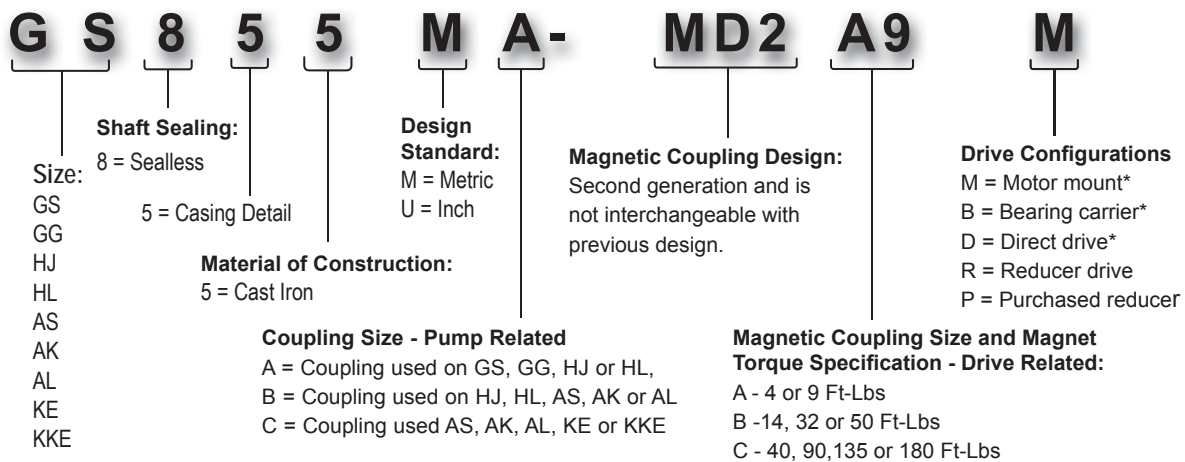 G S 8 5 5 M A- MD2 A9 M
Size:
GS
GG
HJ
HL
AS
AK
AL
KE
KKE
Shaft Sealing:
8 = Sealless
5 = Casing Detail
Material of Construction:
5 = Cast Iron
Design
Standard:
M = Metric
U = Inch
Coupling Size - Pump Related
A = Coupling used on GS, GG, HJ or HL,
B = Coupling used on HJ, HL, AS, AK or AL
C = Coupling used AS, AK, AL, KE or KKE
Magnetic Coupling Design:
Second generation and is
not interchangeable with
previous design.
Magnetic Coupling Size and Magnet
Torque Specification - Drive Related:
A - 4 or 9 Ft-Lbs
B -14, 32 or 50 Ft-Lbs
C - 40, 90,135 or 180 Ft-Lbs
Drive Configurations
M = Motor mount*
B = Bearing carrier*
D = Direct drive*
R = Reducer drive
P = Purchased reducer